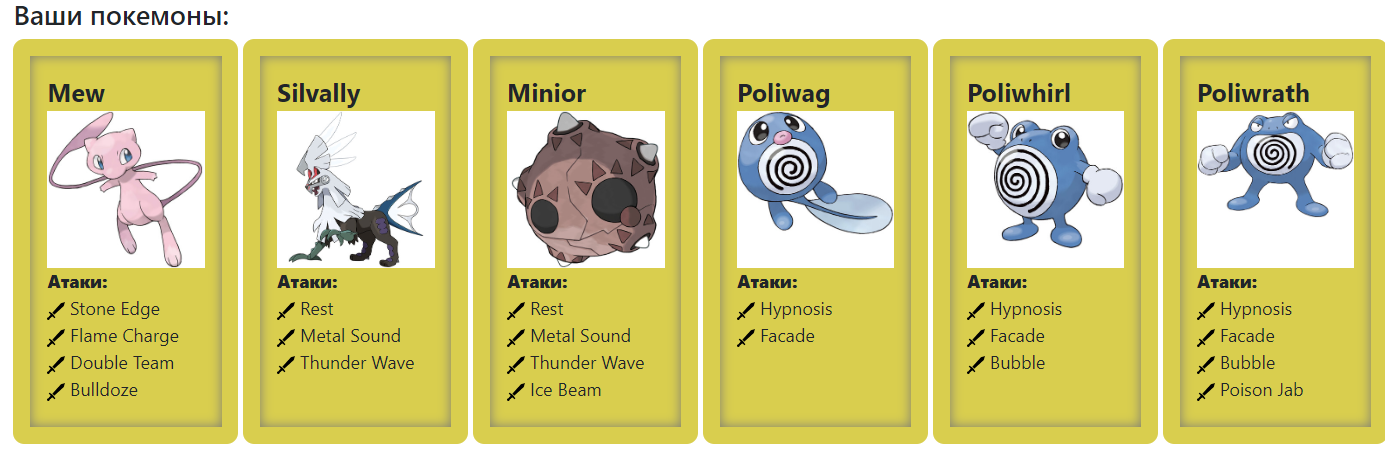 Ваши покемоны:
Mew
Атаки:
Stone Edge
Flame Charge
Double Team
Bulldoze
Silvally
Атаки:
Rest
Metal Sound
Thunder Wave
Minior
Атаки:
Rest
Metal Sound
Thunder Wave
Ice Beam
Poliwag
Атаки:
Hypnosis
Facade
Poliwhirl
Атаки:
Hypnosis
Facade
Bubble
Poliwrath
Атаки:
Hypnosis
Facade
Bubble
Poison Jab